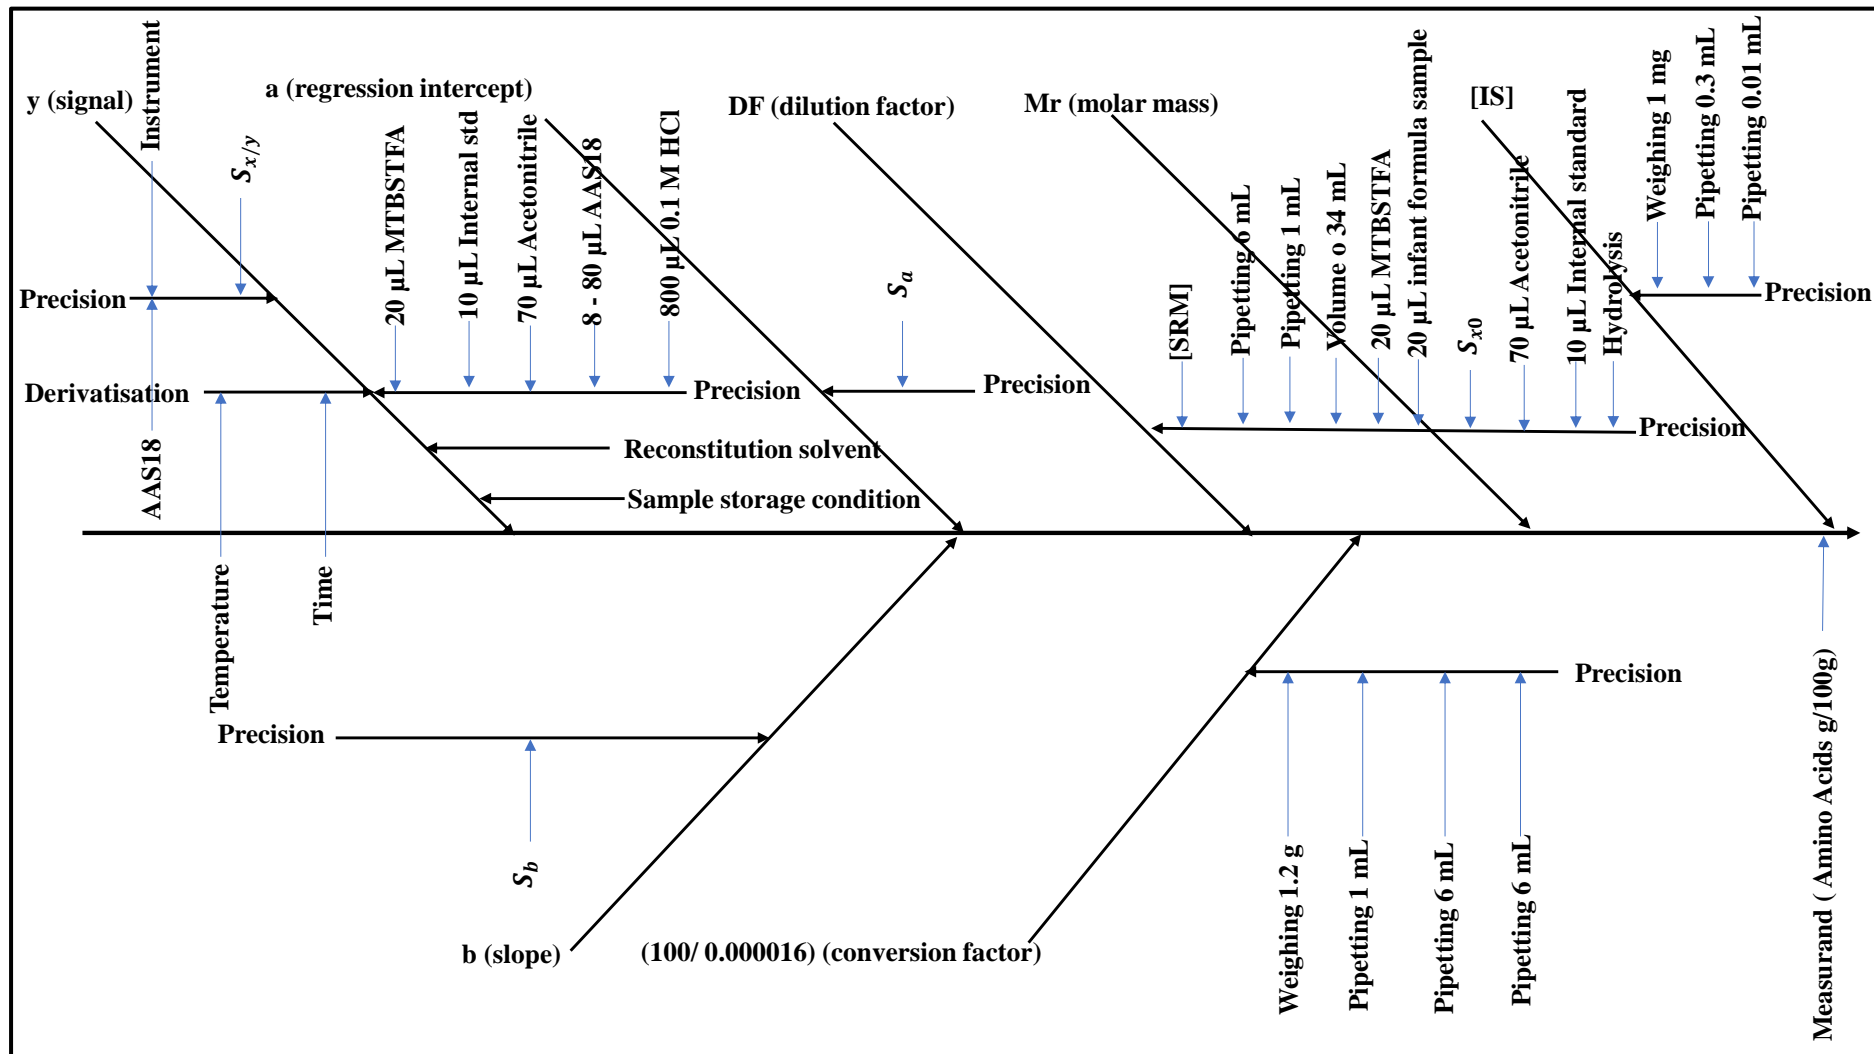 y (signal)
Instrument
S_{x/y}
Precision
AAS18
Derivatisation
Temperature
Time
a (regression intercept)
20 μL MTBSTFA
10 μL Internal std
70 μL Acetonitrile
8 - 80 μL AAS18
800 μL 0.1 M HCl
Precision
Reconstitution solvent
Sample storage condition
DF (dilution factor)
S_a
Precision
Mr (molar mass)
[SRM]
Pipetting o mL
Pipetting 1 mL
Volume o 34 mL
20 μL MTBSTFA
20 μL infant formula sample
S_{x0}
70 μL Acetonitrile
10 μL Internal standard
Hydrolysis
Precision
[IS]
Weighing 1 mg
Pipetting 0.3 mL
Pipetting 0.01 mL
Precision
Precision
S_b
b (slope)
(100/ 0.000016) (conversion factor)
Weighing 1.2 g
Pipetting 1 mL
Pipetting 6 mL
Pipetting 6 mL
Precision
Measurand ( Amino Acids g/100g)